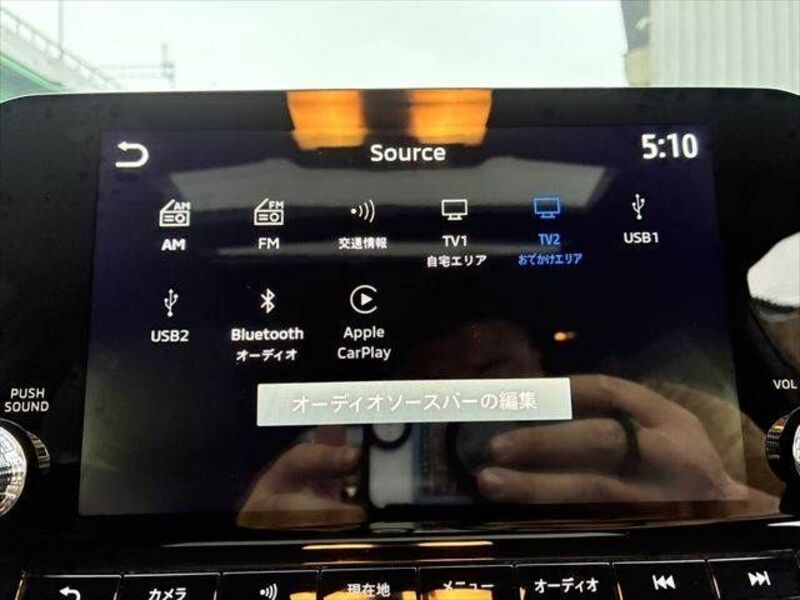 Source
5:10
AM
AM
FM
FM
交通情報
TV1
自宅エリア
TV2
おでかけエリア
USB1
USB2
Bluetooth
オーディオ
Apple
CarPlay
オーディオソースバーの編集
PUSH
SOUND
VOL
カメラ
現在地
メニュー
オーディオ